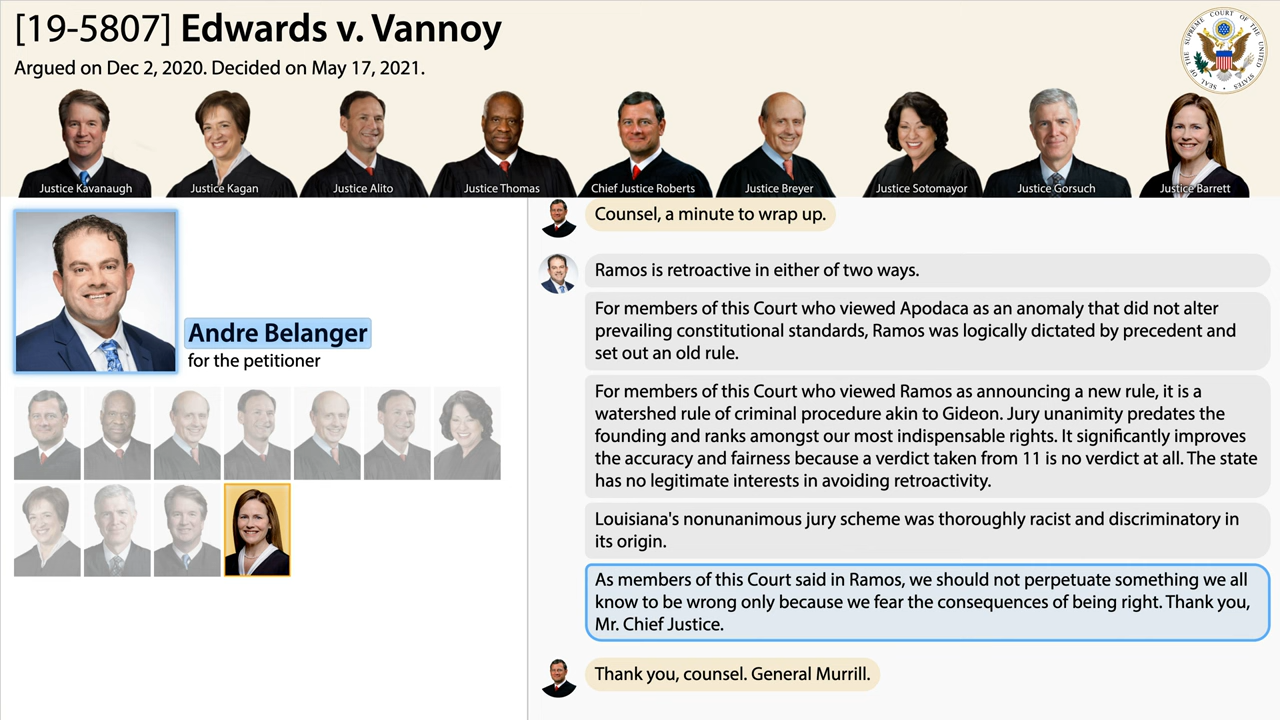 [19-5807] Edwards v. Vannoy
Argued on Dec 2, 2020. Decided on May 17, 2021.
SEAL OF THE SUPREME COURT OF THE UNITED STATES
Justice Kavanaugh
Justice Kagan
Justice Alito
Justice Thomas
Chief Justice Roberts
Justice Breyer
Justice Sotomayor
Justice Gorsuch
Justice Barrett
Andre Belanger
for the petitioner
Counsel, a minute to wrap up.
Ramos is retroactive in either of two ways.
For members of this Court who viewed Apodaca as an anomaly that did not alter
prevailing constitutional standards, Ramos was logically dictated by precedent and
set out an old rule.
For members of this Court who viewed Ramos as announcing a new rule, it is a
watershed rule of criminal procedure akin to Gideon. Jury unanimity predates the
founding and ranks amongst our most indispensable rights. It significantly improves
the accuracy and fairness because a verdict taken from 11 is no verdict at all. The state
has no legitimate interests in avoiding retroactivity.
Louisiana's nonunanimous jury scheme was thoroughly racist and discriminatory in
its origin.
As members of this Court said in Ramos, we should not perpetuate something we all
know to be wrong only because we fear the consequences of being right. Thank you,
Mr. Chief Justice.
Thank you, counsel. General Murrill.